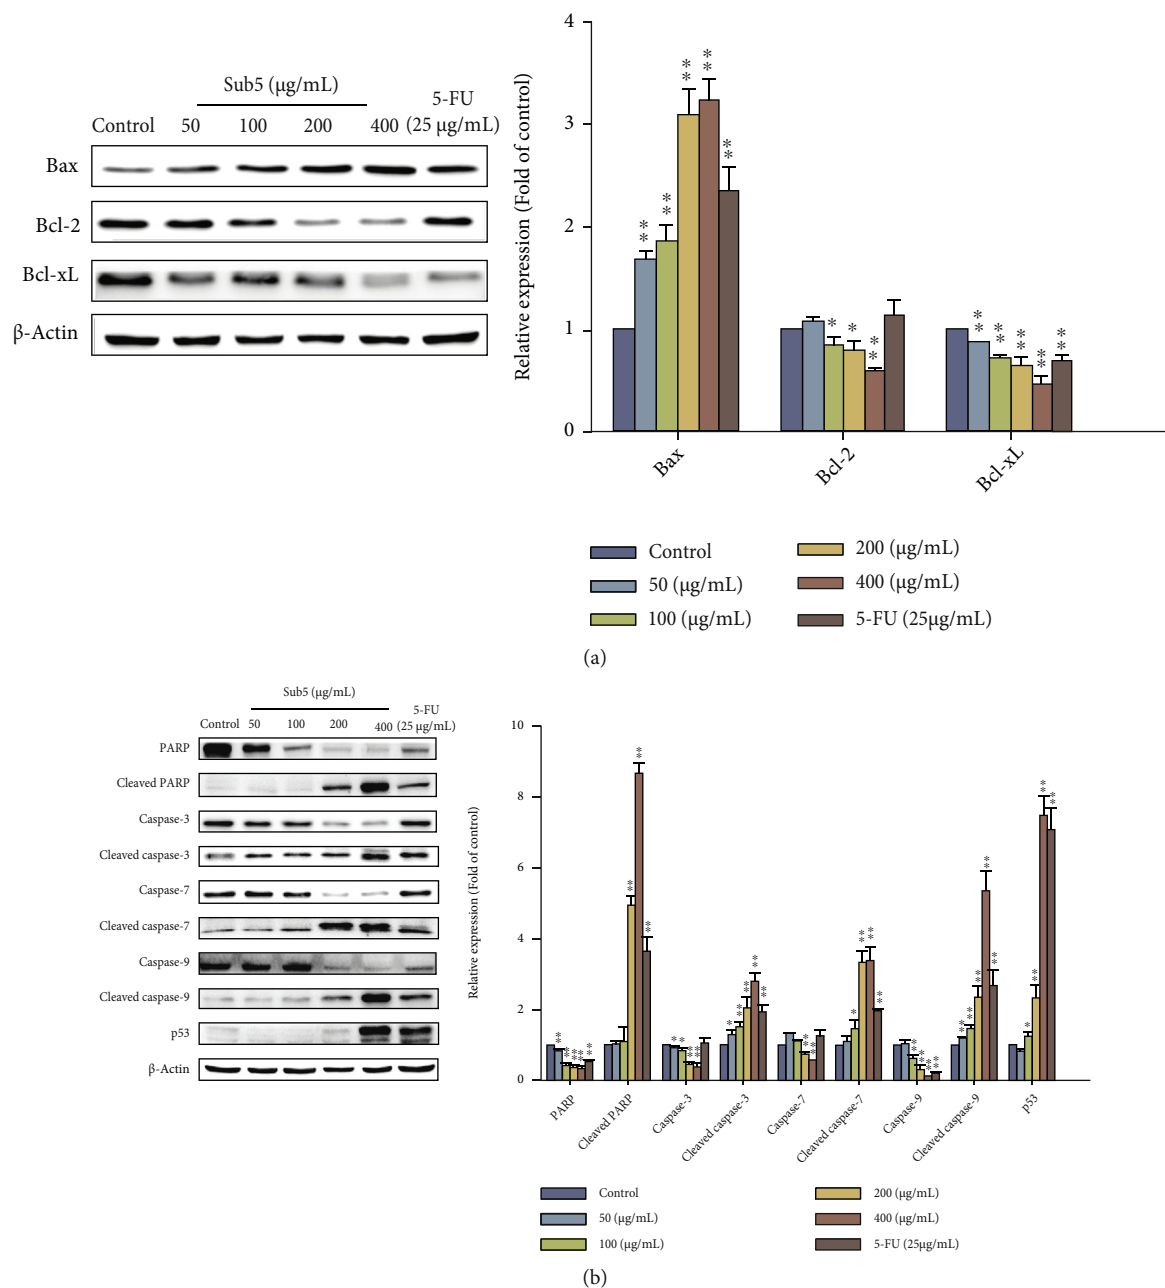 Sub5 (μg/mL)
5-FU
Control 50 100 200 400 (25 μg/mL)
Bax
Bcl-2
Bcl-xL
β-Actin
Relative expression (Fold of control)
4
3
2
1
0
** ** ** ** **
* * **
** ** ** ** **
Bax Bcl-2 Bcl-xL
Control
50 (μg/mL)
100 (μg/mL)
200 (μg/mL)
400 (μg/mL)
5-FU (25μg/mL)
(a)
Sub5 (μg/mL)
5-FU
Control 50 100 200 400 (25 μg/mL)
PARP
Cleaved PARP
Caspase-3
Cleaved caspase-3
Caspase-7
Cleaved caspase-7
Caspase-9
Cleaved caspase-9
p53
β-Actin
Relative expression (Fold of control)
10
8
6
4
2
0
** ** ** ** **
** ** **
* * ** **
* ** ** ** **
** **
* ** ** **
** ** ** **
** ** ** ** **
* ** ** **
PARP Cleaved PARP Caspase-3 Cleaved caspase-3 Caspase-7 Cleaved caspase-7 Caspase-9 Cleaved caspase-9 p53
Control
50 (μg/mL)
100 (μg/mL)
200 (μg/mL)
400 (μg/mL)
5-FU (25μg/mL)
(b)